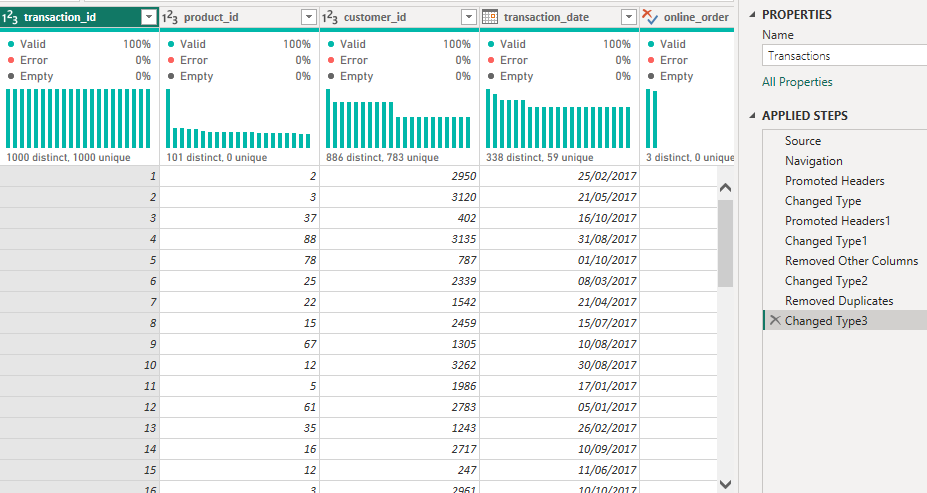 1²3 transaction_id 1²3 product_id 1²3 customer_id transaction_date online_order
Valid 100% Valid 100% Valid 100% Valid 100% Valid
Error 0% Error 0% Error 0% Error 0% Error
Empty 0% Empty 0% Empty 0% Empty 0% Empty
1000 distinct, 1000 unique 101 distinct, 0 unique 886 distinct, 783 unique 338 distinct, 59 unique 3 distinct, 0 unique
1 2 2950 25/02/2017
2 3 3120 21/05/2017
3 37 402 16/10/2017
4 88 3135 31/08/2017
5 78 787 01/10/2017
6 25 2339 08/03/2017
7 22 1542 21/04/2017
8 15 2459 15/07/2017
9 67 1305 10/08/2017
10 12 3262 30/08/2017
11 5 1986 17/01/2017
12 61 2783 05/01/2017
13 35 1243 26/02/2017
14 16 2717 10/09/2017
15 12 247 11/06/2017
16 3 2961 10/10/2017
PROPERTIES
Name
Transactions
All Properties
APPLIED STEPS
Source
Navigation
Promoted Headers
Changed Type
Promoted Headers1
Changed Type1
Removed Other Columns
Changed Type2
Removed Duplicates
Changed Type3